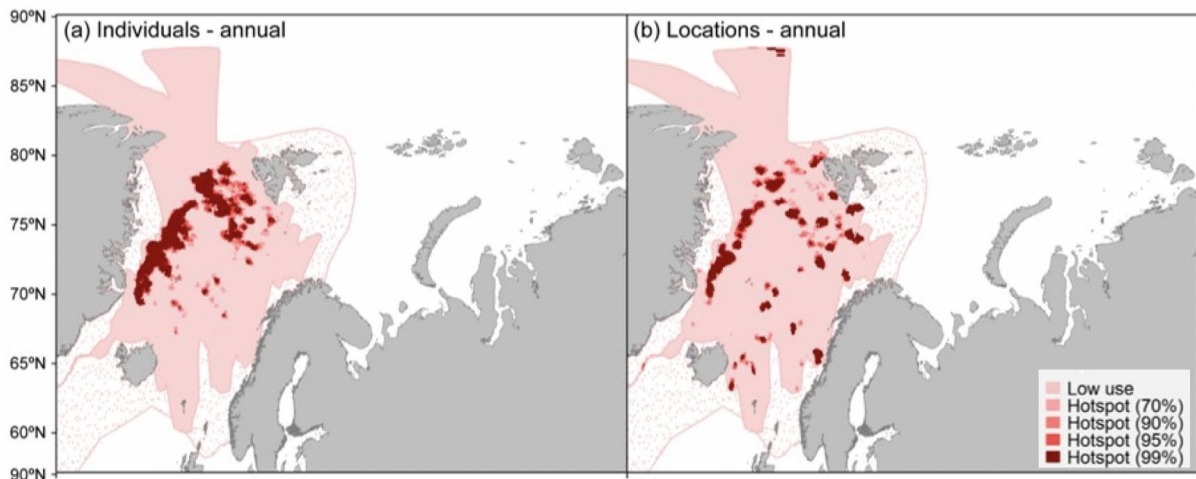 90ºN
(a) Individuals - annual
(b) Locations - annual
85ºN
80ºN
75ºN
70ºN
65ºN
60ºN
90ºN
Low use
Hotspot (70%)
Hotspot (90%)
Hotspot (95%)
Hotspot (99%)